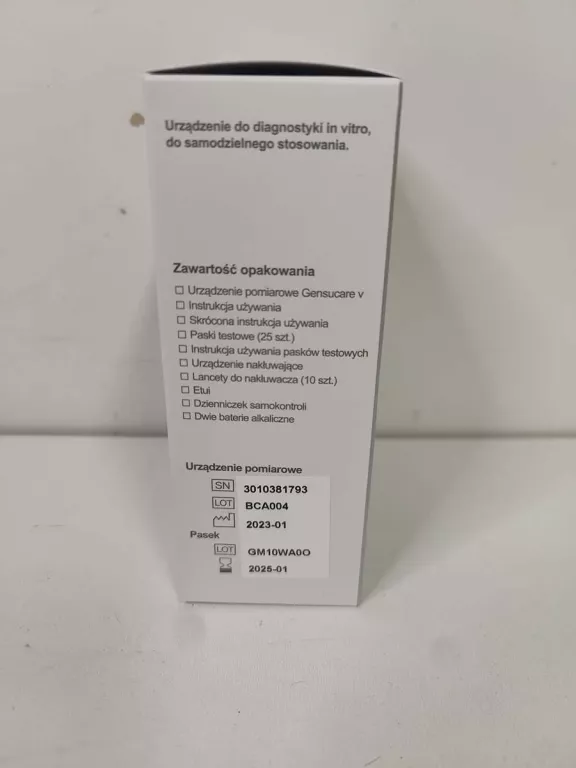 Urządzenie do diagnostyki in vitro,
do samodzielnego stosowania.
Zawartość opakowania
Urządzenie pomiarowe Gensucare v
Instrukcja używania
Skrócona instrukcja używania
Paski testowe (25 szt.)
Instrukcja używania pasków testowych
Urządzenie nakłuwające
Lancety do nakłuwacza (10 szt.)
Etui
Dzienniczek samokontroli
Dwie baterie alkaliczne
Urządzenie pomiarowe
SN 3010381793
LOT BCA004
2023-01
Pasek
LOT GM10WA0O
2025-01